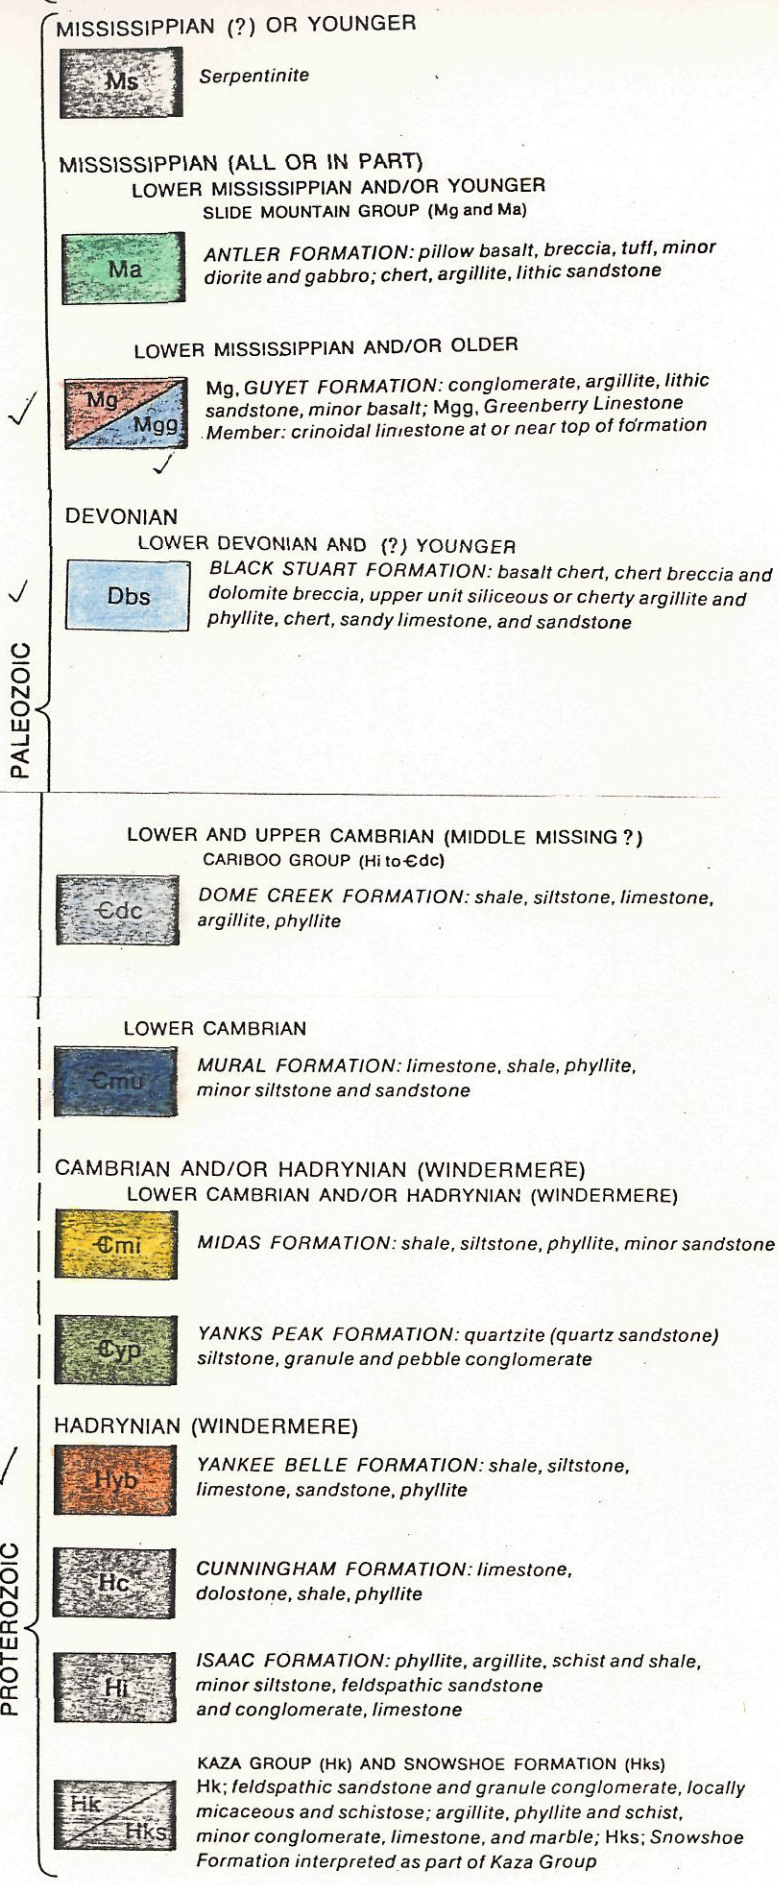 MISSISSIPPIAN (?) OR YOUNGER
Ms
Serpentinite
MISSISSIPPIAN (ALL OR IN PART)
LOWER MISSISSIPPIAN AND/OR YOUNGER
SLIDE MOUNTAIN GROUP (Mg and Ma)
Ma
ANTLER FORMATION: pillow basalt, breccia, tuff, minor
diorite and gabbro; chert, argillite, lithic sandstone
LOWER MISSISSIPPIAN AND/OR OLDER
Mg
Mgg
Mg, GUYET FORMATION: conglomerate, argillite, lithic
sandstone, minor basalt; Mgg, Greenberry Linestone
Member: crinoidal limestone at or near top of formation
DEVONIAN
LOWER DEVONIAN AND (?) YOUNGER
Dbs
BLACK STUART FORMATION: basalt chert, chert breccia and
dolomite breccia, upper unit siliceous or cherty argillite and
phyllite, chert, sandy limestone, and sandstone
PALEOZOIC
LOWER AND UPPER CAMBRIAN (MIDDLE MISSING?)
CARIBOO GROUP (Hi to Єdc)
Єdc
DOME CREEK FORMATION: shale, siltstone, limestone,
argillite, phyllite
LOWER CAMBRIAN
Єmu
MURAL FORMATION: limestone, shale, phyllite,
minor siltstone and sandstone
CAMBRIAN AND/OR HADRYNIAN (WINDERMERE)
LOWER CAMBRIAN AND/OR HADRYNIAN (WINDERMERE)
Єmi
MIDAS FORMATION: shale, siltstone, phyllite, minor sandstone
Єyp
YANKS PEAK FORMATION: quartzite (quartz sandstone)
siltstone, granule and pebble conglomerate
HADRYNIAN (WINDERMERE)
Hyb
YANKEE BELLE FORMATION: shale, siltstone,
limestone, sandstone, phyllite
Hc
CUNNINGHAM FORMATION: limestone,
dolostone, shale, phyllite
PROTEROZOIC
Hi
ISAAC FORMATION: phyllite, argillite, schist and shale,
minor siltstone, feldspathic sandstone
and conglomerate, limestone
KAZA GROUP (Hk) AND SNOWSHOE FORMATION (Hks)
Hk
Hks
Hk; feldspathic sandstone and granule conglomerate, locally
micaceous and schistose; argillite, phyllite and schist,
minor conglomerate, limestone, and marble; Hks; Snowshoe
Formation interpreted as part of Kaza Group